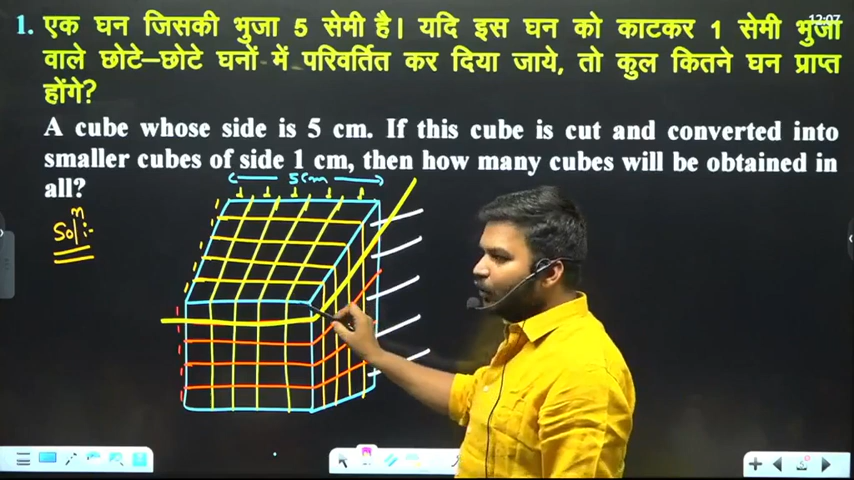 12:07
1. एक घन जिसकी भुजा 5 सेमी है। यदि इस घन को काटकर 1 सेमी भुजा
वाले छोटे–छोटे घनों में परिवर्तित कर दिया जाये, तो कुल कितने घन प्राप्त
होंगे?
A cube whose side is 5 cm. If this cube is cut and converted into
smaller cubes of side 1 cm, then how many cubes will be obtained in
all?
5cm
Solⁿ:-